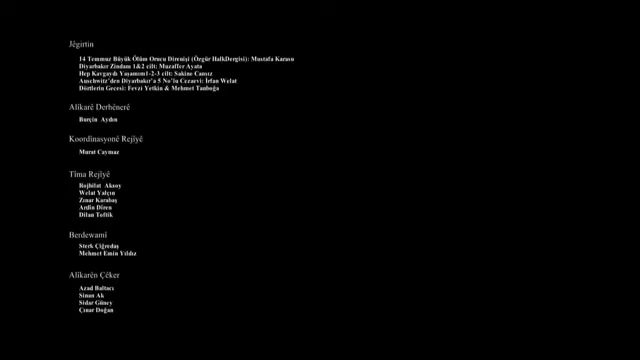 Jêgirtin
14 Temmuz Büyük Ölüm Orucu Direnişi (Özgür HalkDergisi): Mustafa Karasu
Diyarbakır Zindanı 1&2 cilt: Muzaffer Ayata
Hep Kavgaydı Yaşamım1-2-3 cilt: Sakine Cansız
Auschwitz'den Diyarbakır'a 5 No'lu Cezaevi: İrfan Welat
Dörtlerin Gecesi: Fevzi Yetkin & Mehmet Tanboğa
Alîkarê Derhênerê
Burçin Aydın
Koordînasyonê Rejîyê
Murat Caymaz
Tîma Rejîyê
Rojhilat Aksoy
Welat Yalçın
Zınar Karabaş
Ardin Diren
Dilan Toftik
Berdewamî
Stêrk Çiğredaş
Mehmet Emin Yıldız
Alîkarên Çêker
Azad Baltacı
Sinan Ak
Sidar Güney
Çınar Doğan